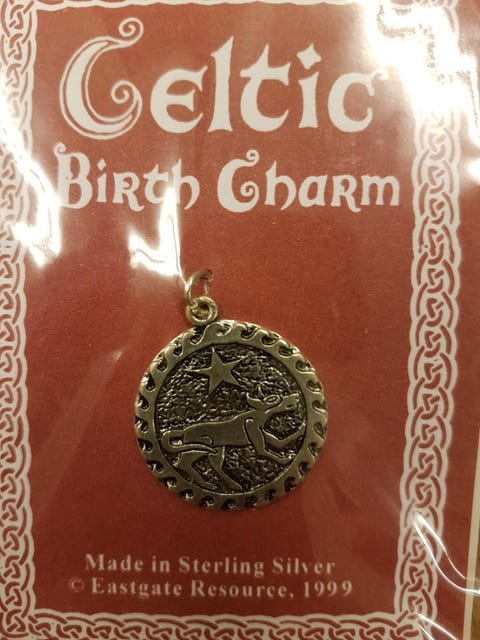 Celtic
Birth Charm
Made in Sterling Silver
© Eastgate Resource, 1999